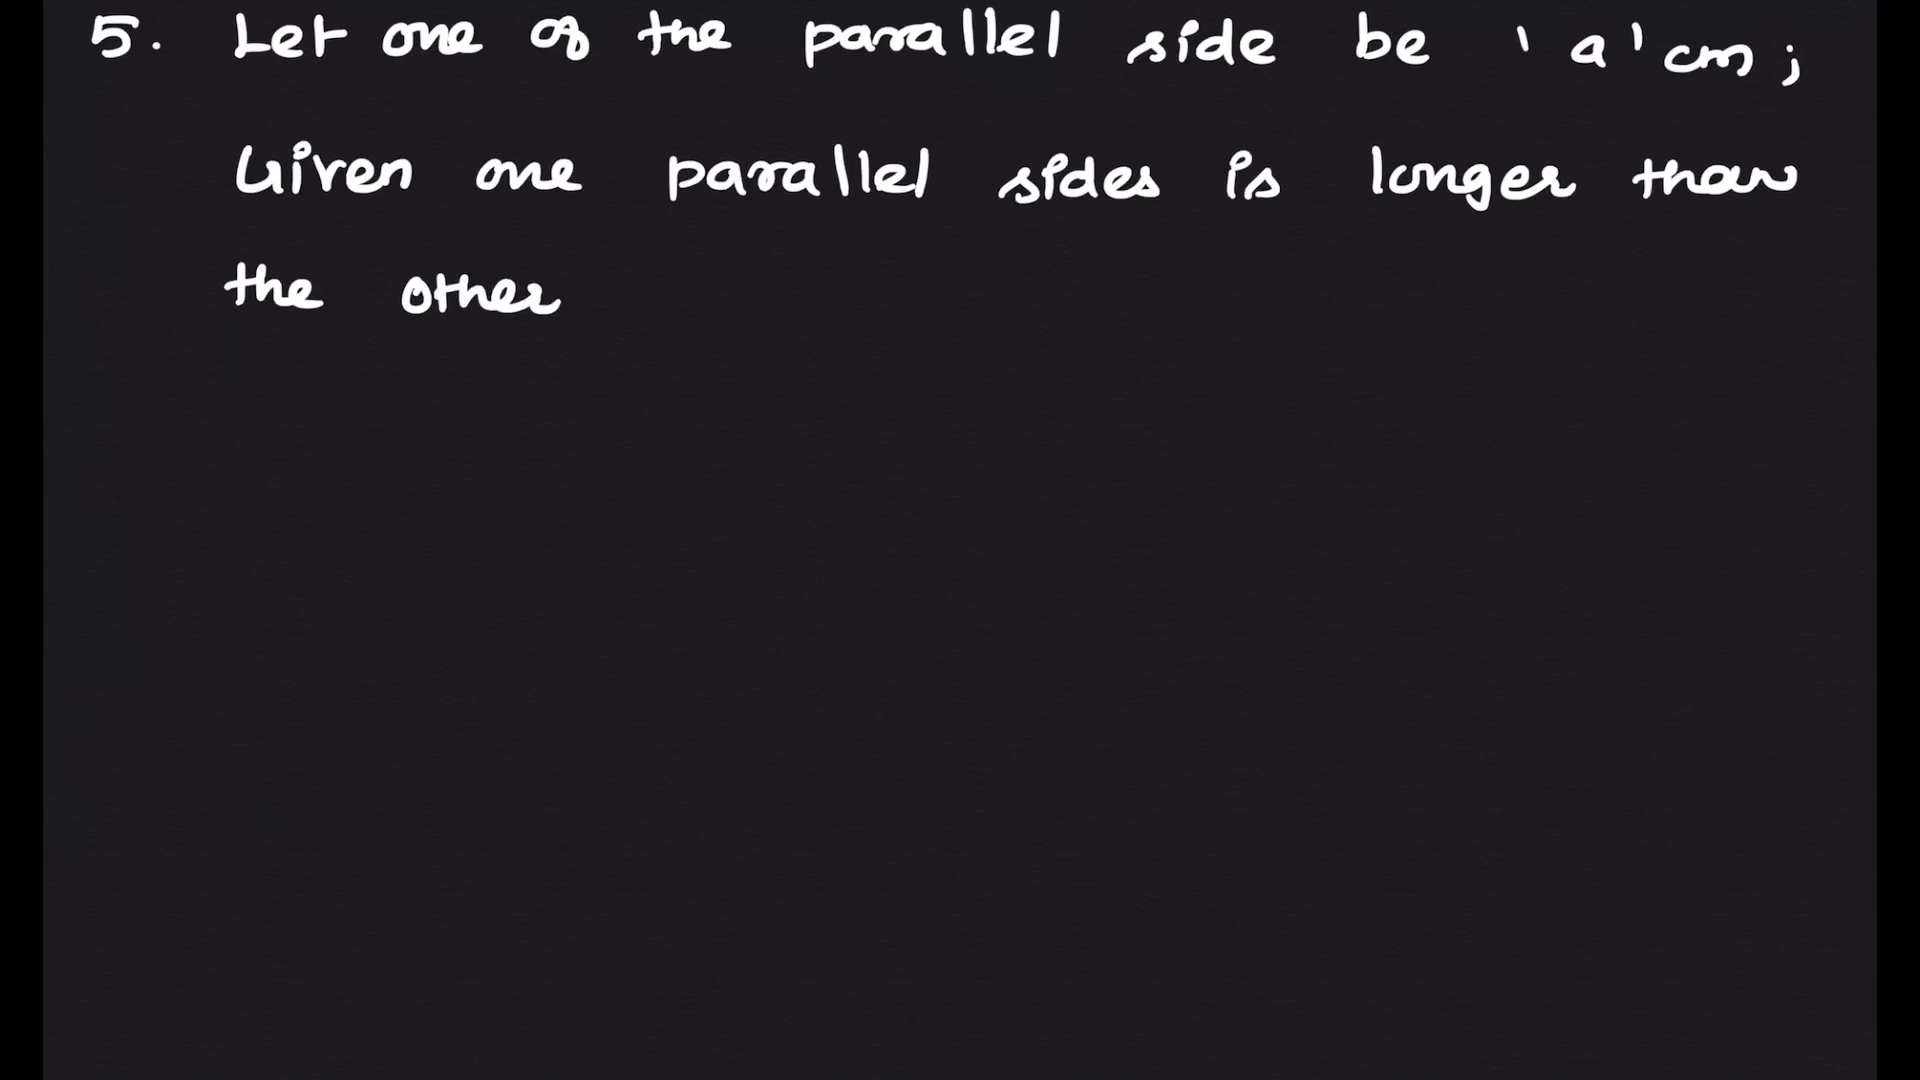 5. Let one of the parallel side be 'a' cm;
Given one parallel sides is longer than
the other